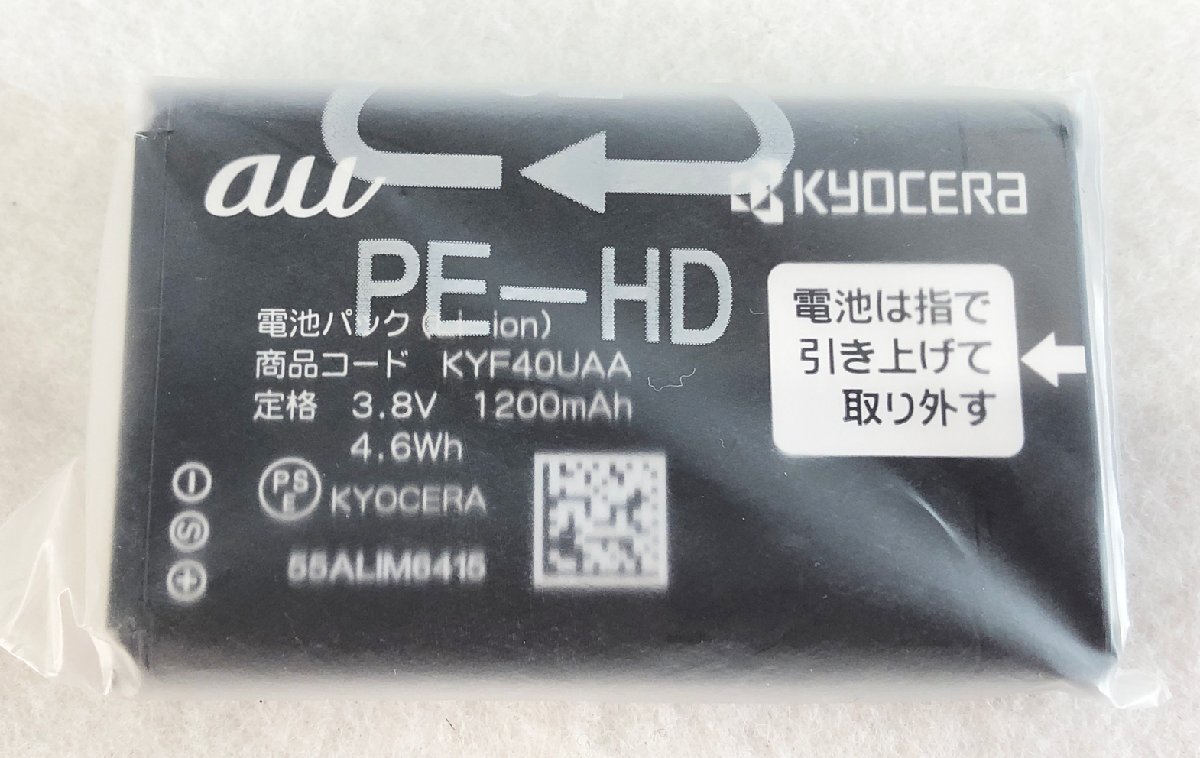 au
KYOCERA
PE-HD
電池パック (Li-ion)
商品コード KYF40UAA
定格 3.8V 1200mAh
4.6Wh
PS
E
KYOCERA
電池は指で
引き上げて
取り外す